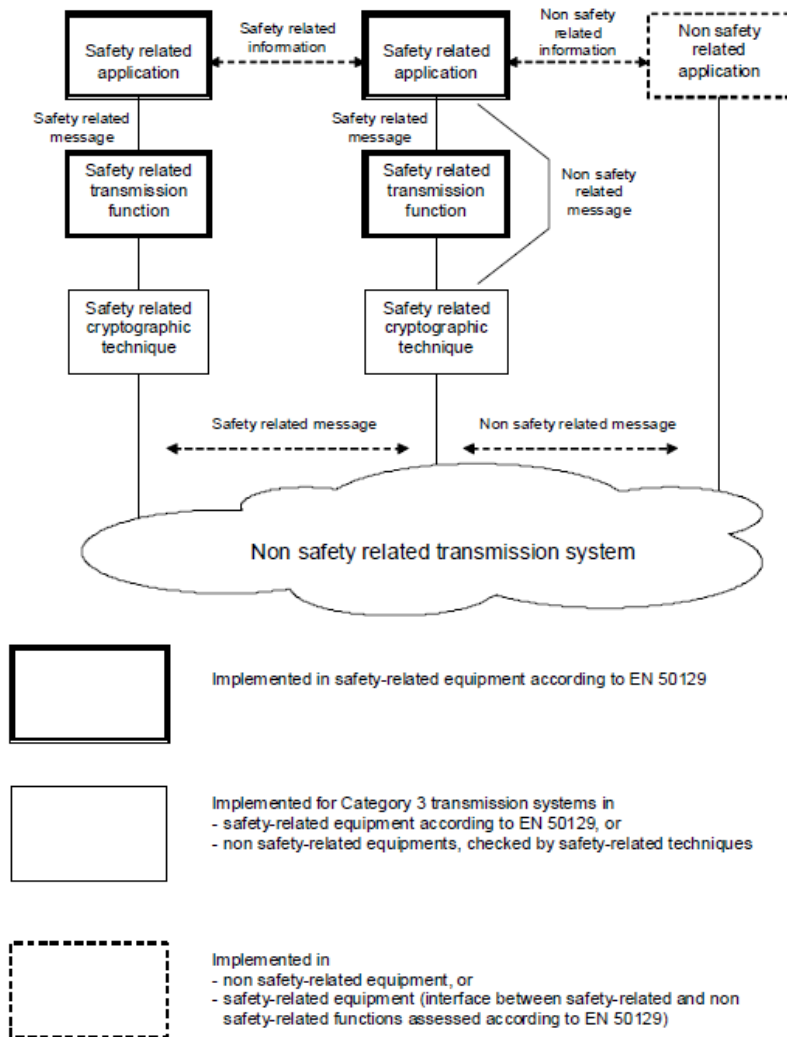 Safety related
application
Safety related
information
Safety related
application
Non safety
related
information
Non safety
related
application
Safety related
message
Safety related
message
Safety related
transmission
function
Safety related
transmission
function
Non safety
related
message
Safety related
cryptographic
technique
Safety related
cryptographic
technique
Safety related message
Non safety related message
Non safety related transmission system
Implemented in safety-related equipment according to EN 50129
Implemented for Category 3 transmission systems in
- safety-related equipment according to EN 50129, or
- non safety-related equipments, checked by safety-related techniques
Implemented in
- non safety-related equipment, or
- safety-related equipment (interface between safety-related and non
safety-related functions assessed according to EN 50129)